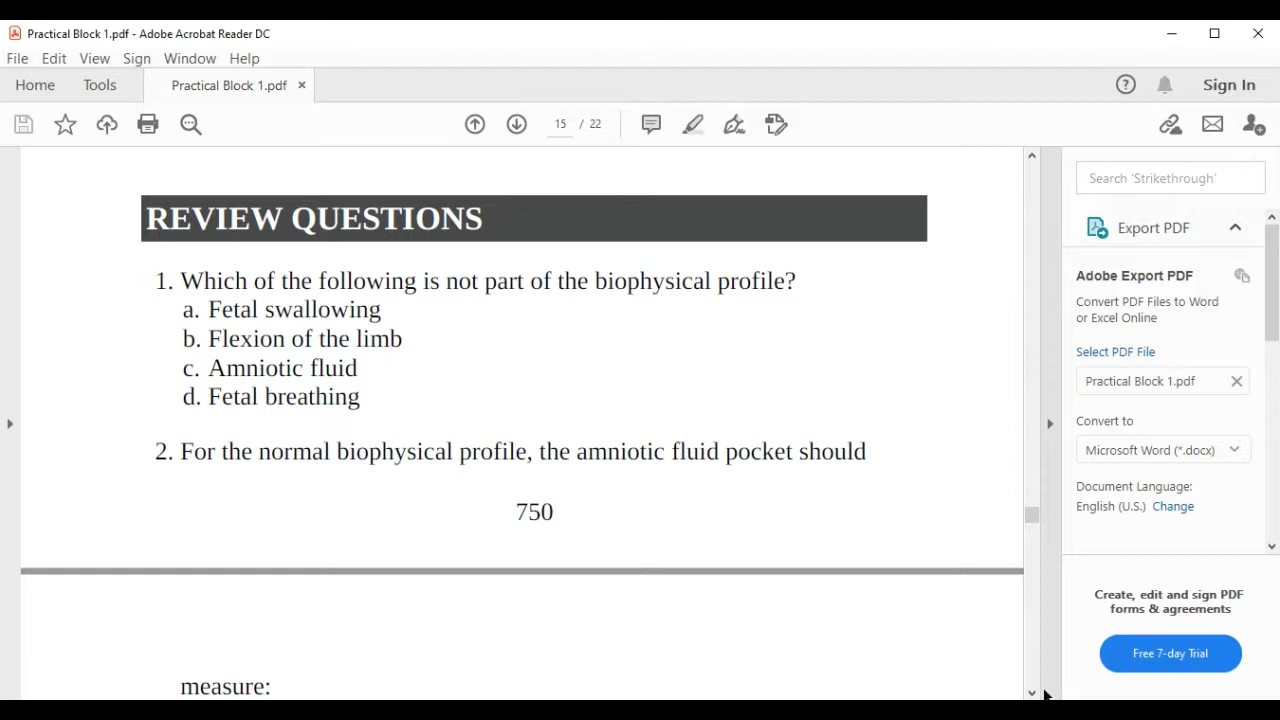 Practical Block 1.pdf - Adobe Acrobat Reader DC
File Edit View Sign Window Help
Home Tools Practical Block 1.pdf × Sign In
15 / 22
REVIEW QUESTIONS
1. Which of the following is not part of the biophysical profile?
a. Fetal swallowing
b. Flexion of the limb
c. Amniotic fluid
d. Fetal breathing
2. For the normal biophysical profile, the amniotic fluid pocket should
750
measure:
Search 'Strikethrough'
Export PDF
Adobe Export PDF
Convert PDF Files to Word
or Excel Online
Select PDF File
Practical Block 1.pdf
Convert to
Microsoft Word (*.docx)
Document Language:
English (U.S.) Change
Create, edit and sign PDF
forms & agreements
Free 7-day Trial